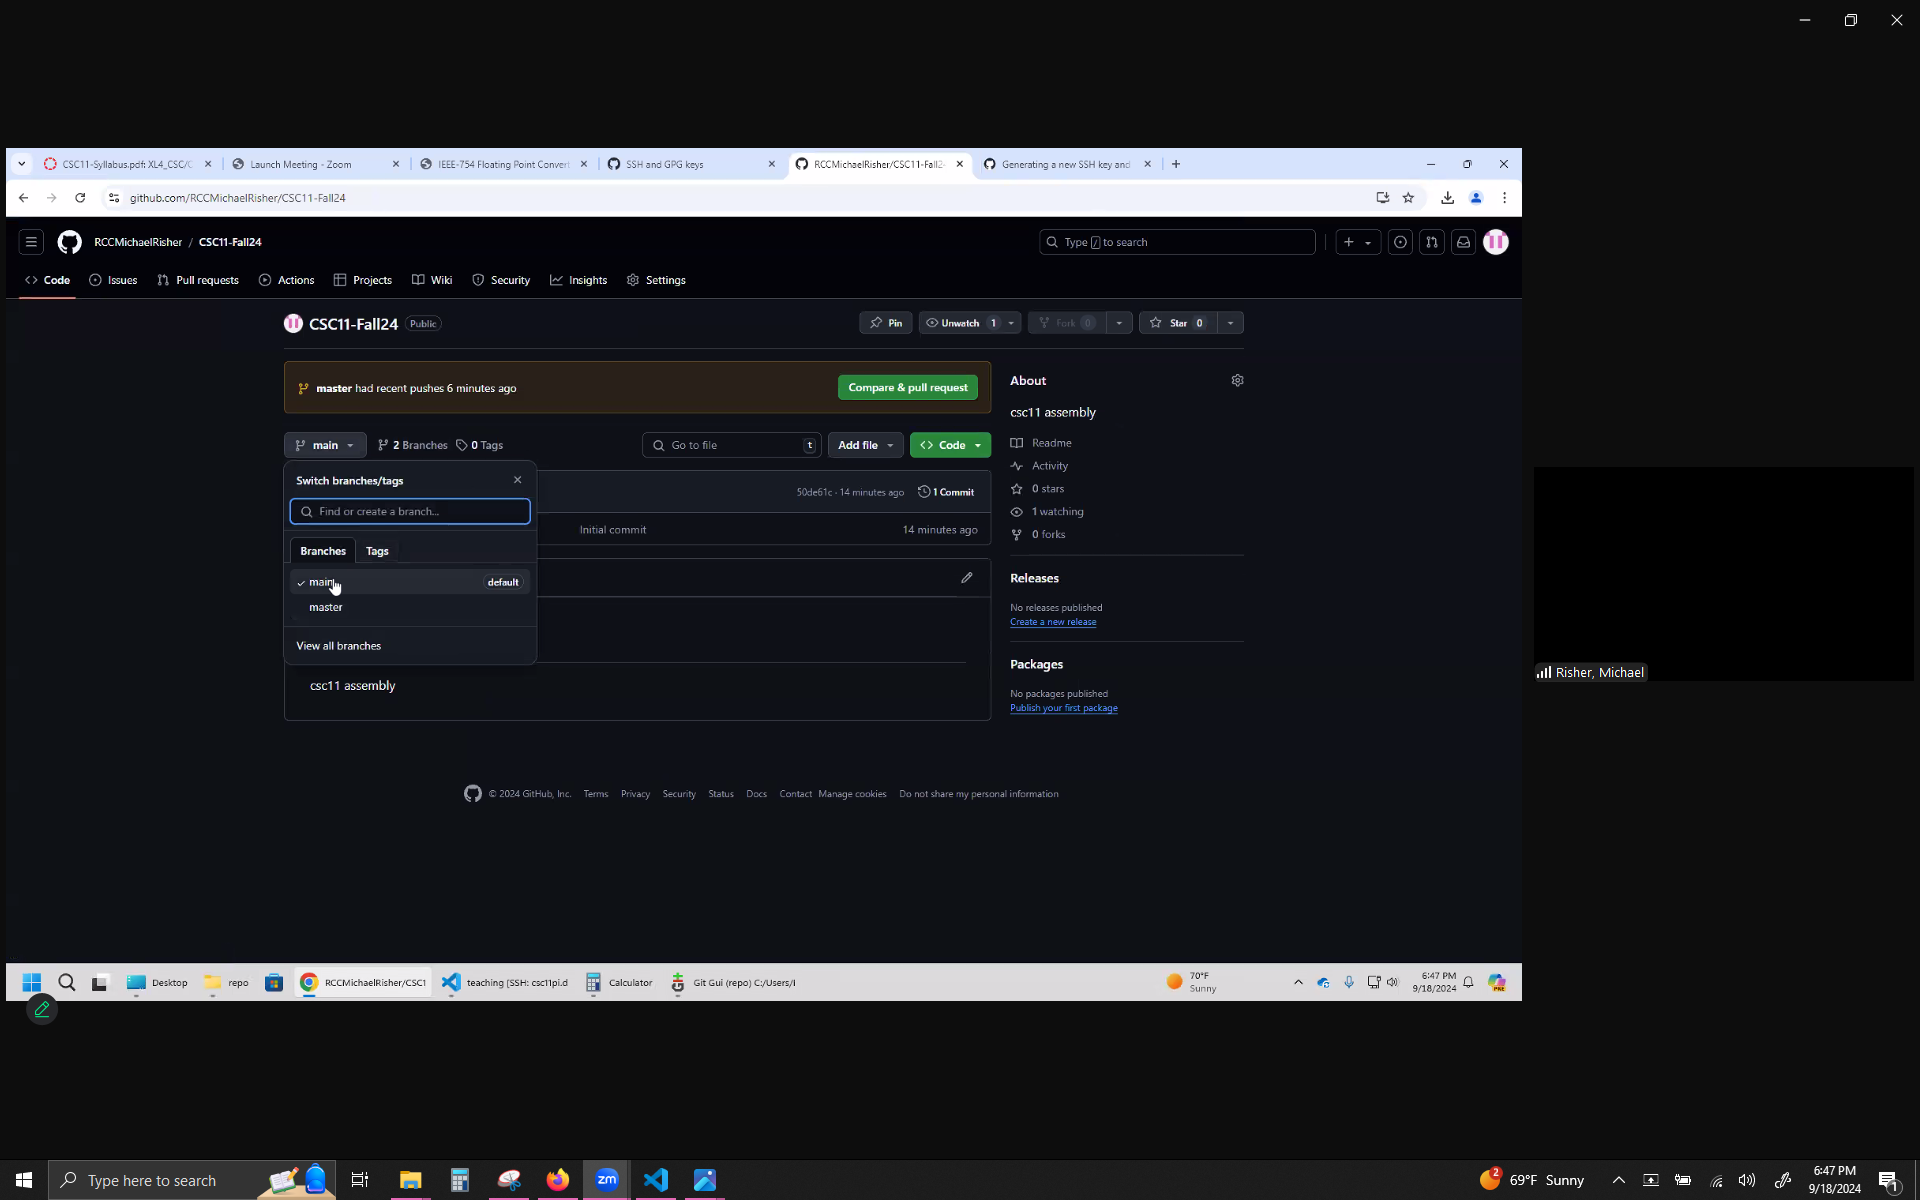 CSC11-Syllabus.pdf: XL4_CSC/C
Launch Meeting - Zoom
IEEE-754 Floating Point Convert
SSH and GPG keys
RCCMichaelRisher/CSC11-Fall2
Generating a new SSH key and
github.com/RCCMichaelRisher/CSC11-Fall24
RCCMichaelRisher / CSC11-Fall24
Type / to search
Code
Issues
Pull requests
Actions
Projects
Wiki
Security
Insights
Settings
CSC11-Fall24 Public
Pin
Unwatch 1
Fork 0
Star 0
master had recent pushes 6 minutes ago
Compare & pull request
main
2 Branches
0 Tags
Go to file t
Add file
Code
Switch branches/tags
Find or create a branch...
Branches
Tags
main default
master
View all branches
50de61c · 14 minutes ago
1 Commit
Initial commit
14 minutes ago
csc11 assembly
About
csc11 assembly
Readme
Activity
0 stars
1 watching
0 forks
Releases
No releases published
Create a new release
Packages
No packages published
Publish your first package
© 2024 GitHub, Inc. Terms Privacy Security Status Docs Contact Manage cookies Do not share my personal information
Risher, Michael
Desktop
repo
RCCMichaelRisher/CSC1
teaching [SSH: csc11pi.d
Calculator
Git Gui (repo) C:/Users/I
70°F
Sunny
6:47 PM
9/18/2024
PRE
Type here to search
zm
2
69°F Sunny
6:47 PM
9/18/2024
1